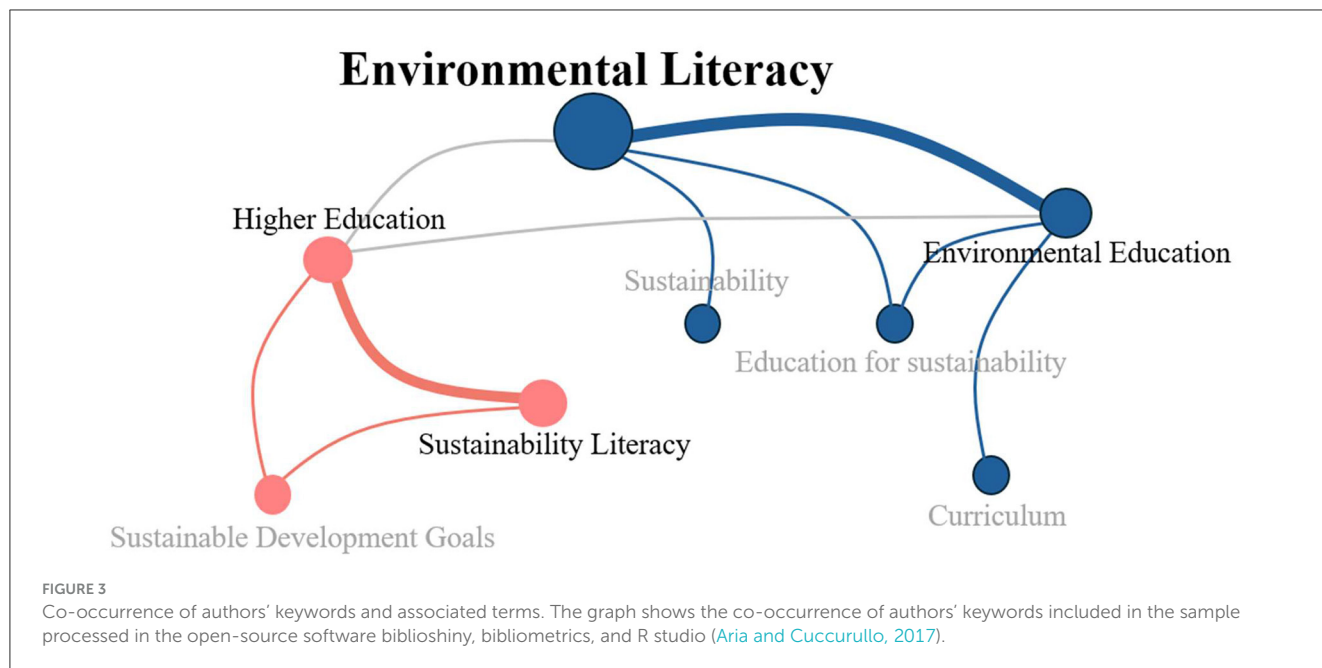 Environmental Literacy
Higher Education
Environmental Education
Sustainability
Education for sustainability
Sustainability Literacy
Curriculum
Sustainable Development Goals
FIGURE 3
Co-occurrence of authors’ keywords and associated terms. The graph shows the co-occurrence of authors’ keywords included in the sample
processed in the open-source software biblioshiny, bibliometrics, and R studio (Aria and Cuccurullo, 2017).